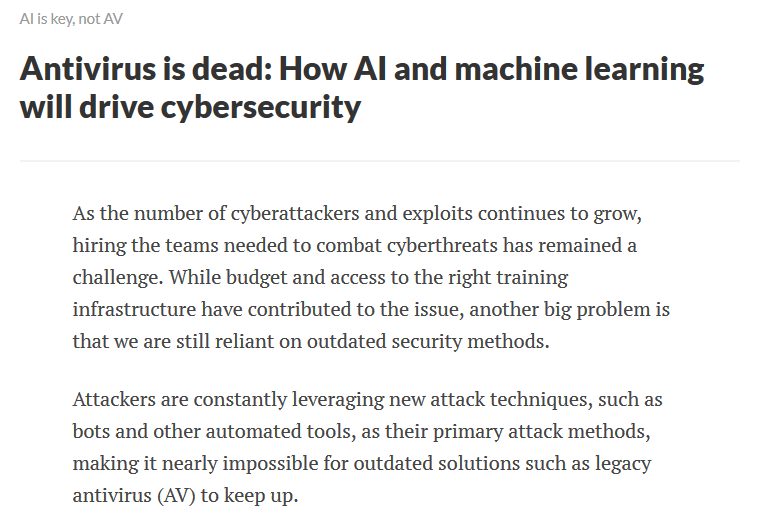 AI is key, not AV
Antivirus is dead: How AI and machine learning
will drive cybersecurity
As the number of cyberattackers and exploits continues to grow,
hiring the teams needed to combat cyberthreats has remained a
challenge. While budget and access to the right training
infrastructure have contributed to the issue, another big problem is
that we are still reliant on outdated security methods.
Attackers are constantly leveraging new attack techniques, such as
bots and other automated tools, as their primary attack methods,
making it nearly impossible for outdated solutions such as legacy
antivirus (AV) to keep up.